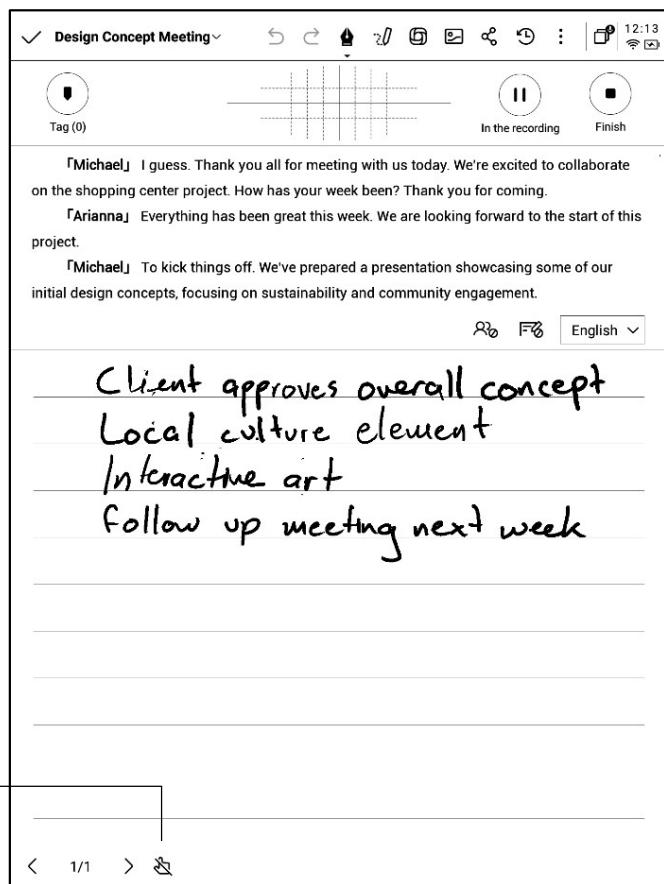 Design Concept Meeting
12:13
Tag (0)
In the recording
Finish
「Michael」 I guess. Thank you all for meeting with us today. We're excited to collaborate
on the shopping center project. How has your week been? Thank you for coming.
「Arianna」 Everything has been great this week. We are looking forward to the start of this
project.
「Michael」 To kick things off. We've prepared a presentation showcasing some of our
initial design concepts, focusing on sustainability and community engagement.
English
Client approves overall concept
Local culture element
Interactive art
Follow up meeting next week
1/1